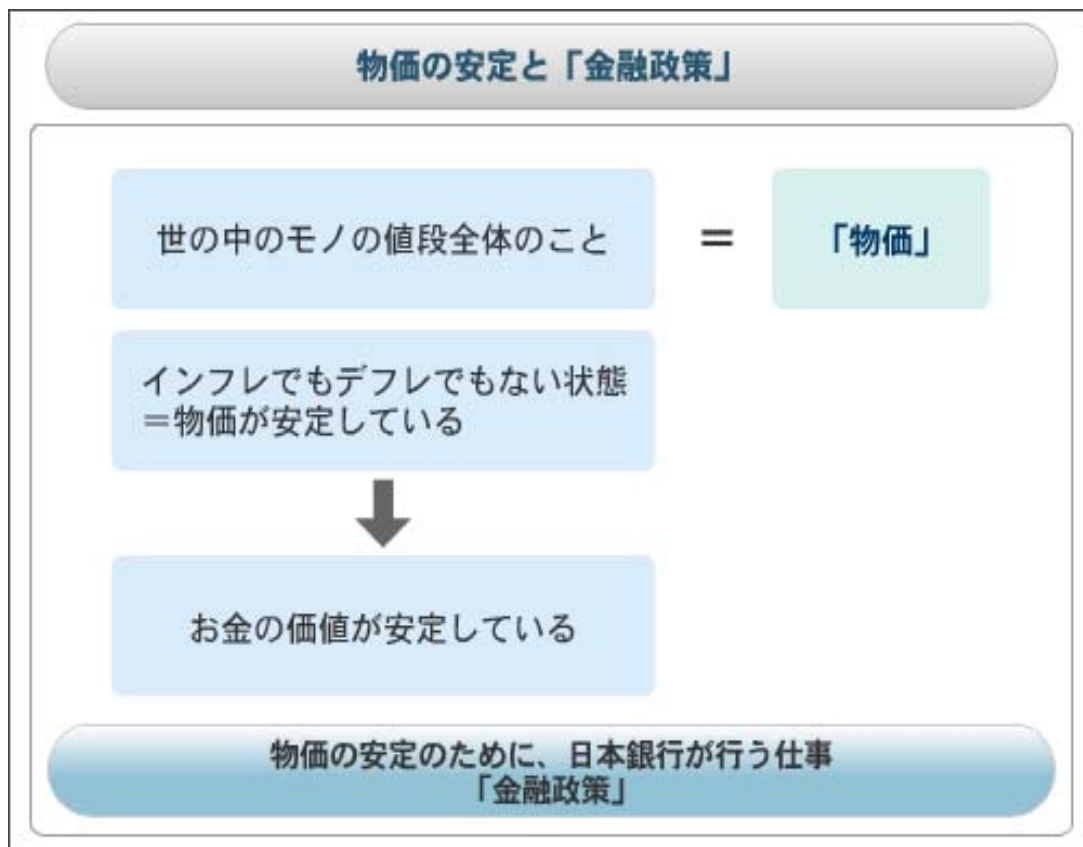 物価の安定と「金融政策」
世の中のモノの値段全体のこと
＝
「物価」
インフレでもデフレでもない状態
＝物価が安定している
お金の価値が安定している
物価の安定のために、日本銀行が行う仕事
「金融政策」